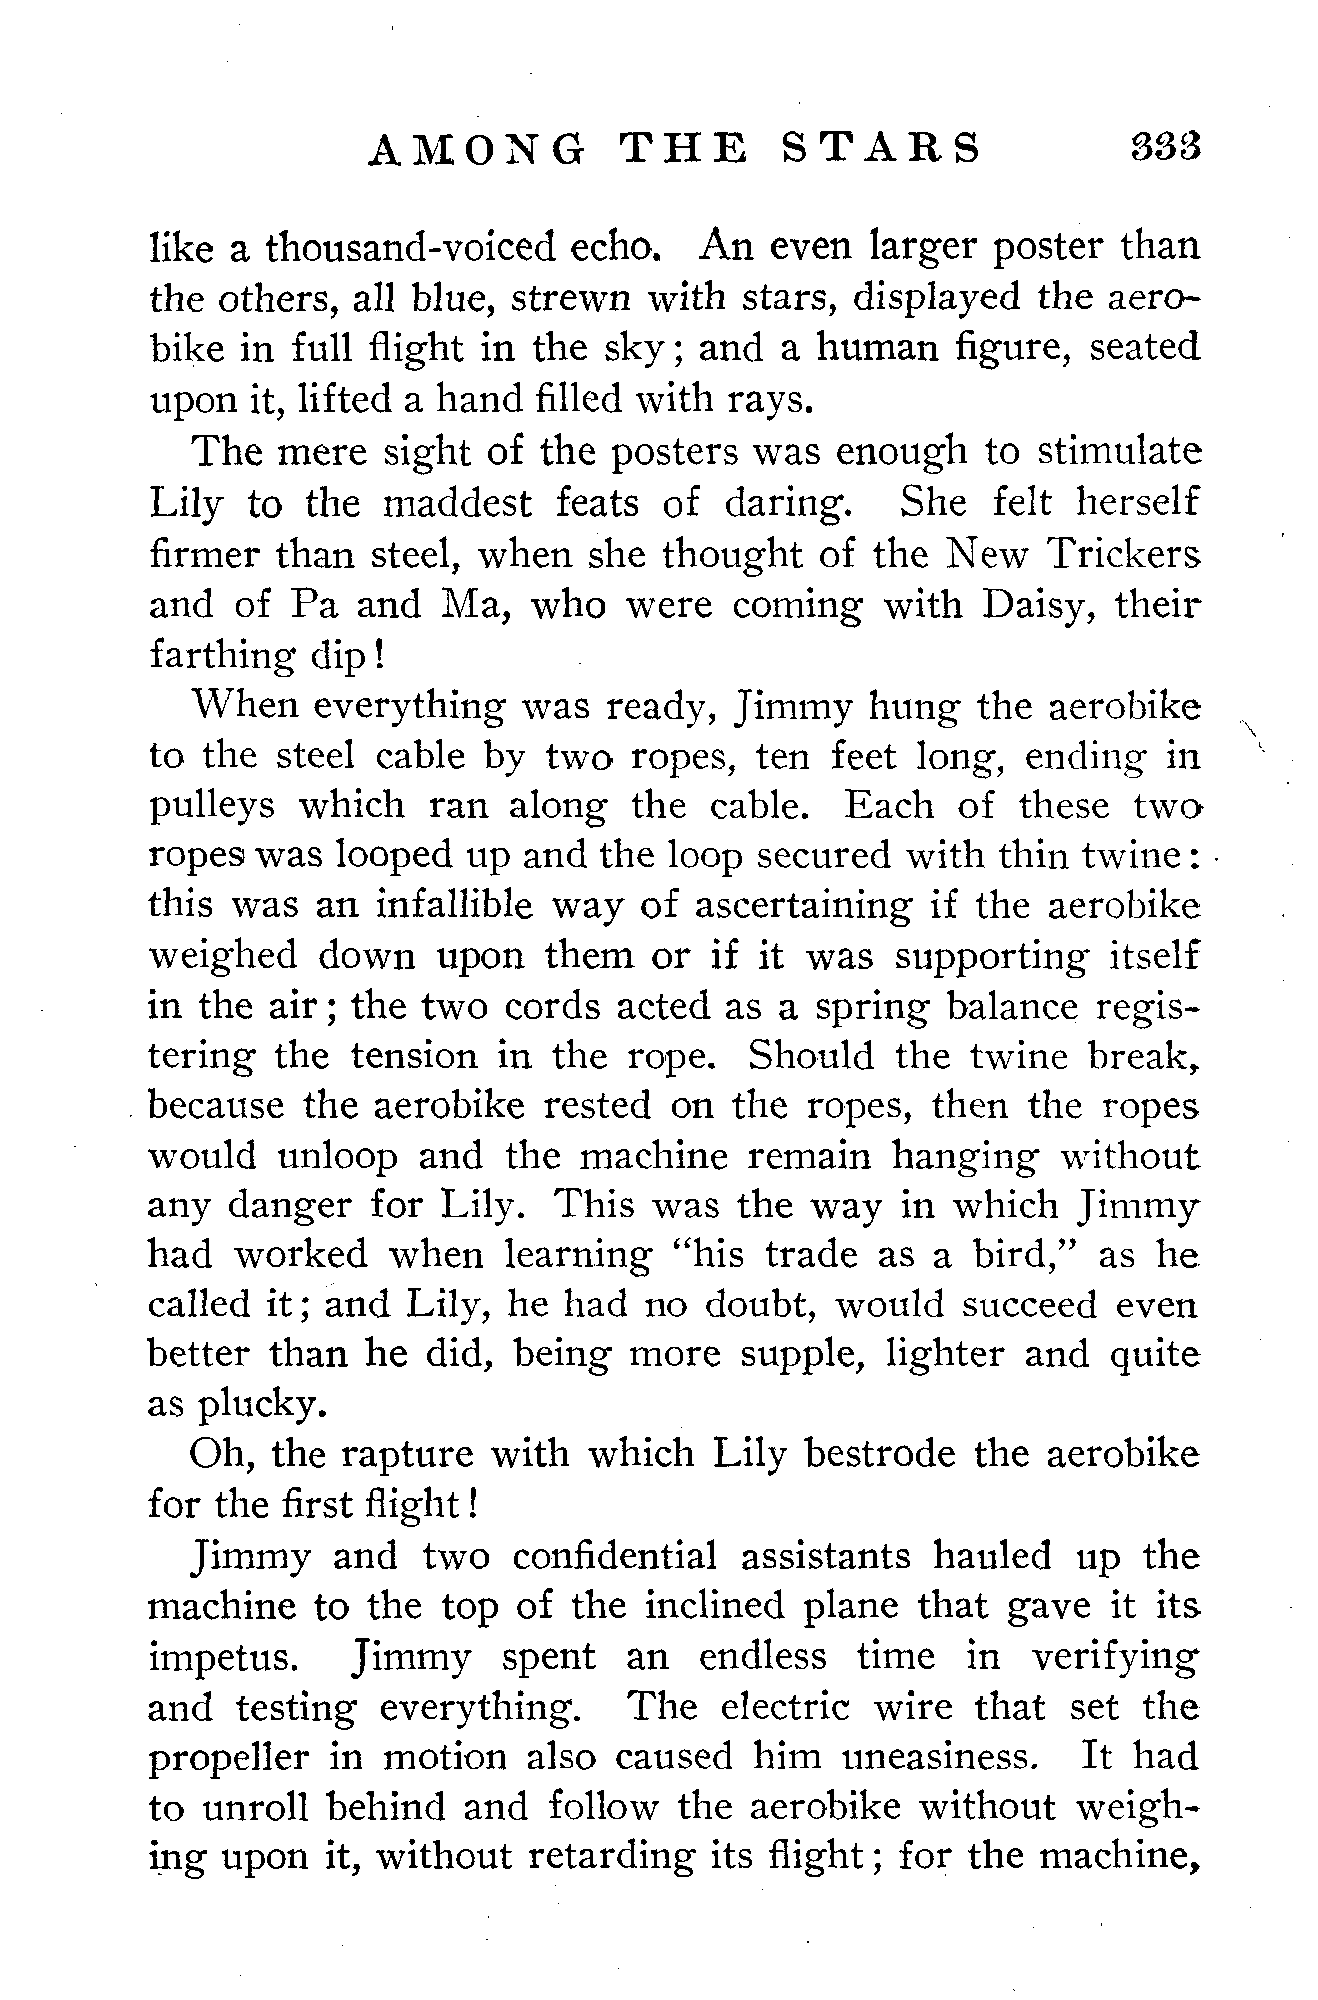 AMONG THE STARS 333
like a thousand-voiced echo. An even larger poster than
the others, all blue, strewn with stars, displayed the aero-
bike in full flight in the sky; and a human figure, seated
upon it, lifted a hand filled with rays.
The mere sight of the posters was enough to stimulate
Lily to the maddest feats of daring. She felt herself
firmer than steel, when she thought of the New Trickers
and of Pa and Ma, who were coming with Daisy, their
farthing dip!
When everything was ready, Jimmy hung the aerobike
to the steel cable by two ropes, ten feet long, ending in
pulleys which ran along the cable. Each of these two
ropes was looped up and the loop secured with thin twine:
this was an infallible way of ascertaining if the aerobike
weighed down upon them or if it was supporting itself
in the air; the two cords acted as a spring balance regis-
tering the tension in the rope. Should the twine break,
because the aerobike rested on the ropes, then the ropes
would unloop and the machine remain hanging without
any danger for Lily. This was the way in which Jimmy
had worked when learning “his trade as a bird,” as he
called it; and Lily, he had no doubt, would succeed even
better than he did, being more supple, lighter and quite
as plucky.
Oh, the rapture with which Lily bestrode the aerobike
for the first flight!
Jimmy and two confidential assistants hauled up the
machine to the top of the inclined plane that gave it its
impetus. Jimmy spent an endless time in verifying
and testing everything. The electric wire that set the
propeller in motion also caused him uneasiness. It had
to unroll behind and follow the aerobike without weigh-
ing upon it, without retarding its flight; for the machine,